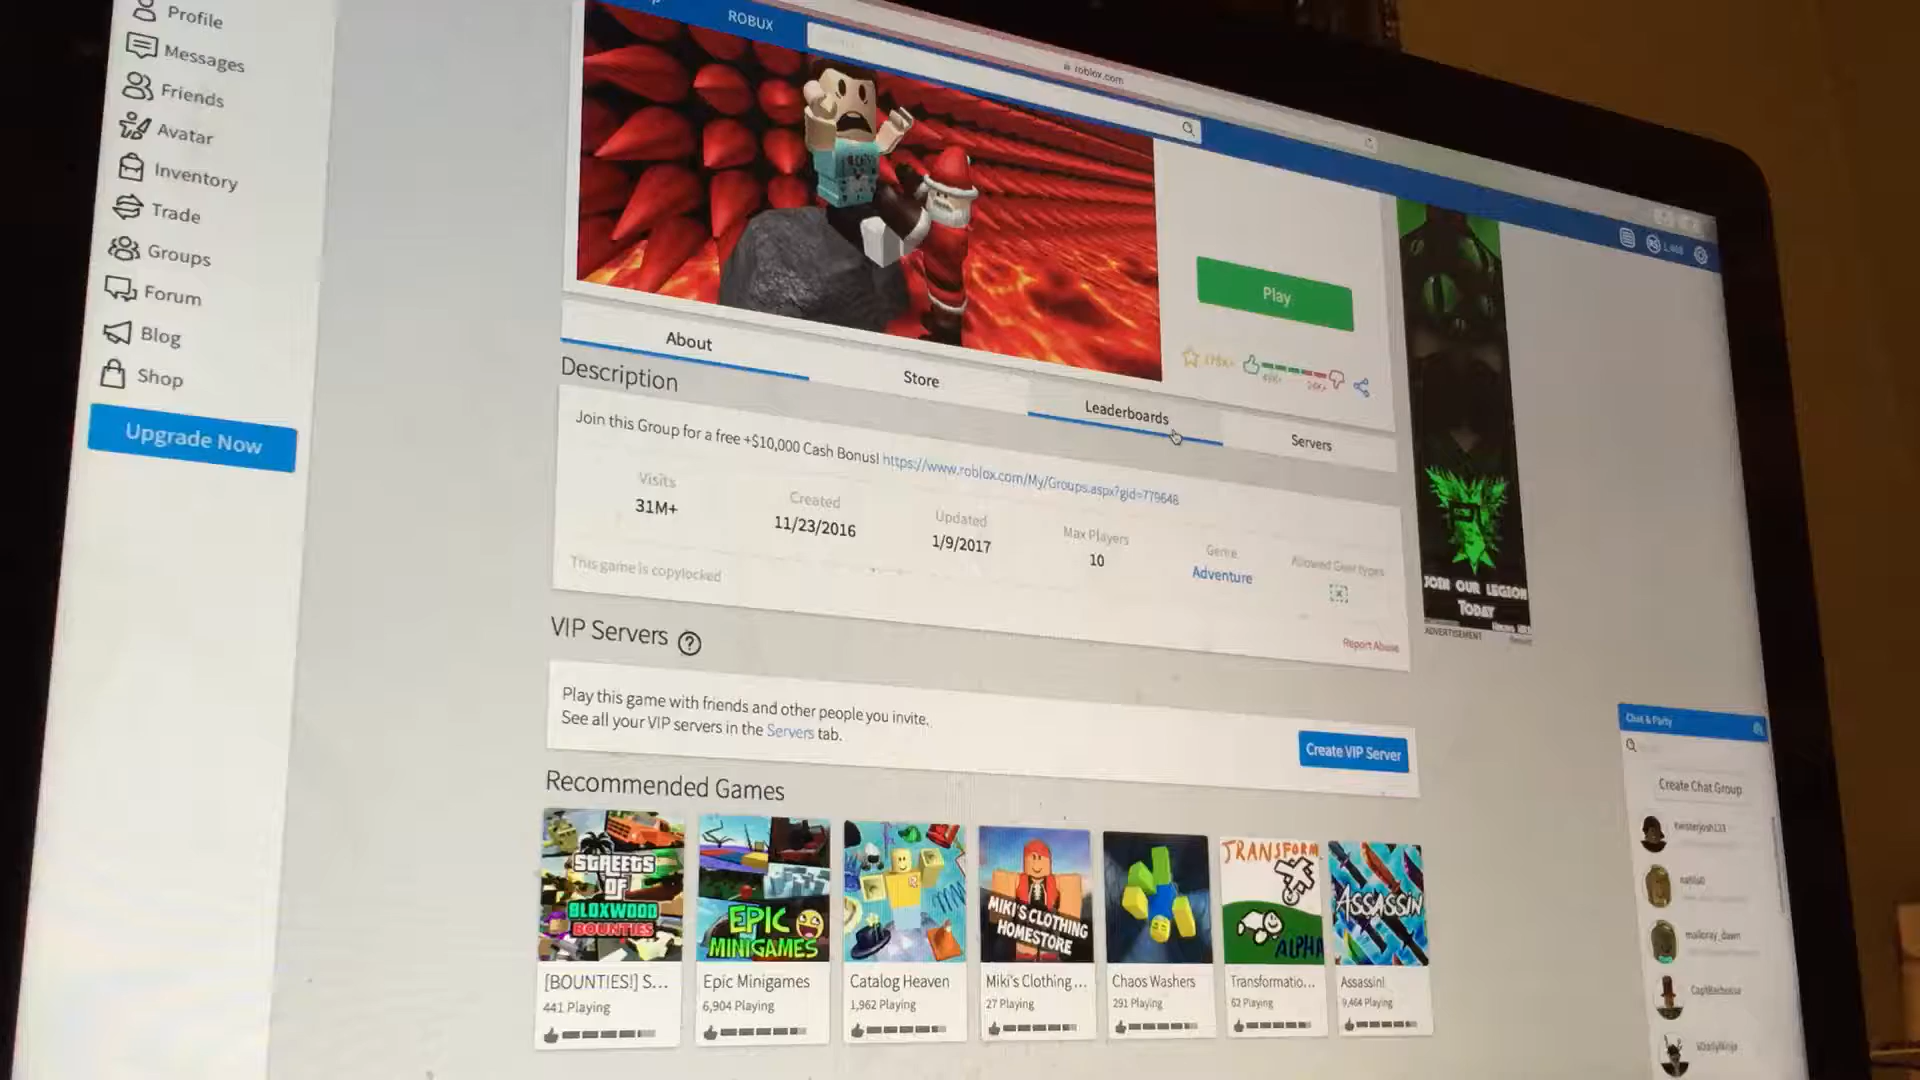 Profile
Messages
Friends
Avatar
Inventory
Trade
Groups
Forum
Blog
Shop
Upgrade Now
ROBUX
roblox.com
Play
About
Store
Leaderboards
Servers
Description
Join this Group for a free +$10,000 Cash Bonus! https://www.roblox.com/My/Groups.aspx?gid=779648
Visits
31M+
Created
11/23/2016
Updated
1/9/2017
Max Players
10
Genre
Adventure
Allowed Gear types
This game is copylocked
Report Abuse
JOIN OUR LEGION
TODAY
ADVERTISEMENT
VIP Servers
Play this game with friends and other people you invite.
See all your VIP servers in the Servers tab.
Create VIP Server
Recommended Games
STREETS
OF
BLOXWOOD
BOUNTIES
[BOUNTIES!] S...
441 Playing
EPIC
MINIGAMES
Epic Minigames
6,904 Playing
Catalog Heaven
1,962 Playing
MIKI'S CLOTHING
HOMESTORE
Miki's Clothing ...
27 Playing
Chaos Washers
291 Playing
TRANSFORM
ALPHA
Transformatio...
62 Playing
ASSASSIN
Assassin!
9,464 Playing
Chat & Party
Create Chat Group